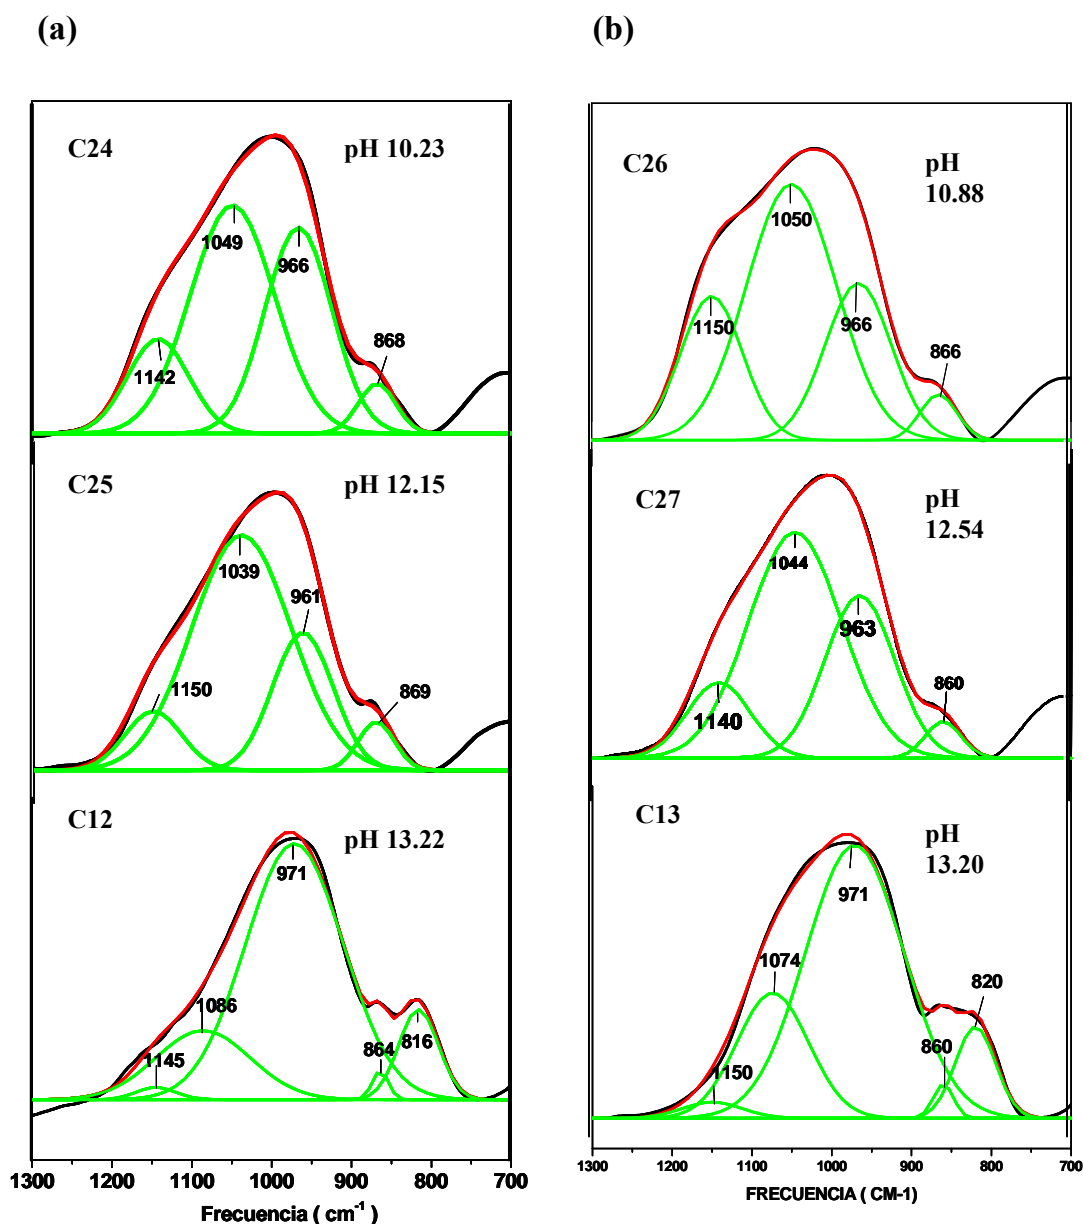 (a)
C24
pH 10.23
1049
966
1142
868
C25
pH 12.15
1039
961
1150
869
C12
pH 13.22
971
1086
1145
864
816
1300 1200 1100 1000 900 800 700
Frecuencia ( cm-1 )
(b)
C26
pH
10.88
1050
1150
966
866
C27
pH
12.54
1044
963
1140
860
C13
pH
13.20
971
1074
820
1150
860
1300 1200 1100 1000 900 800 700
FRECUENCIA ( CM-1)